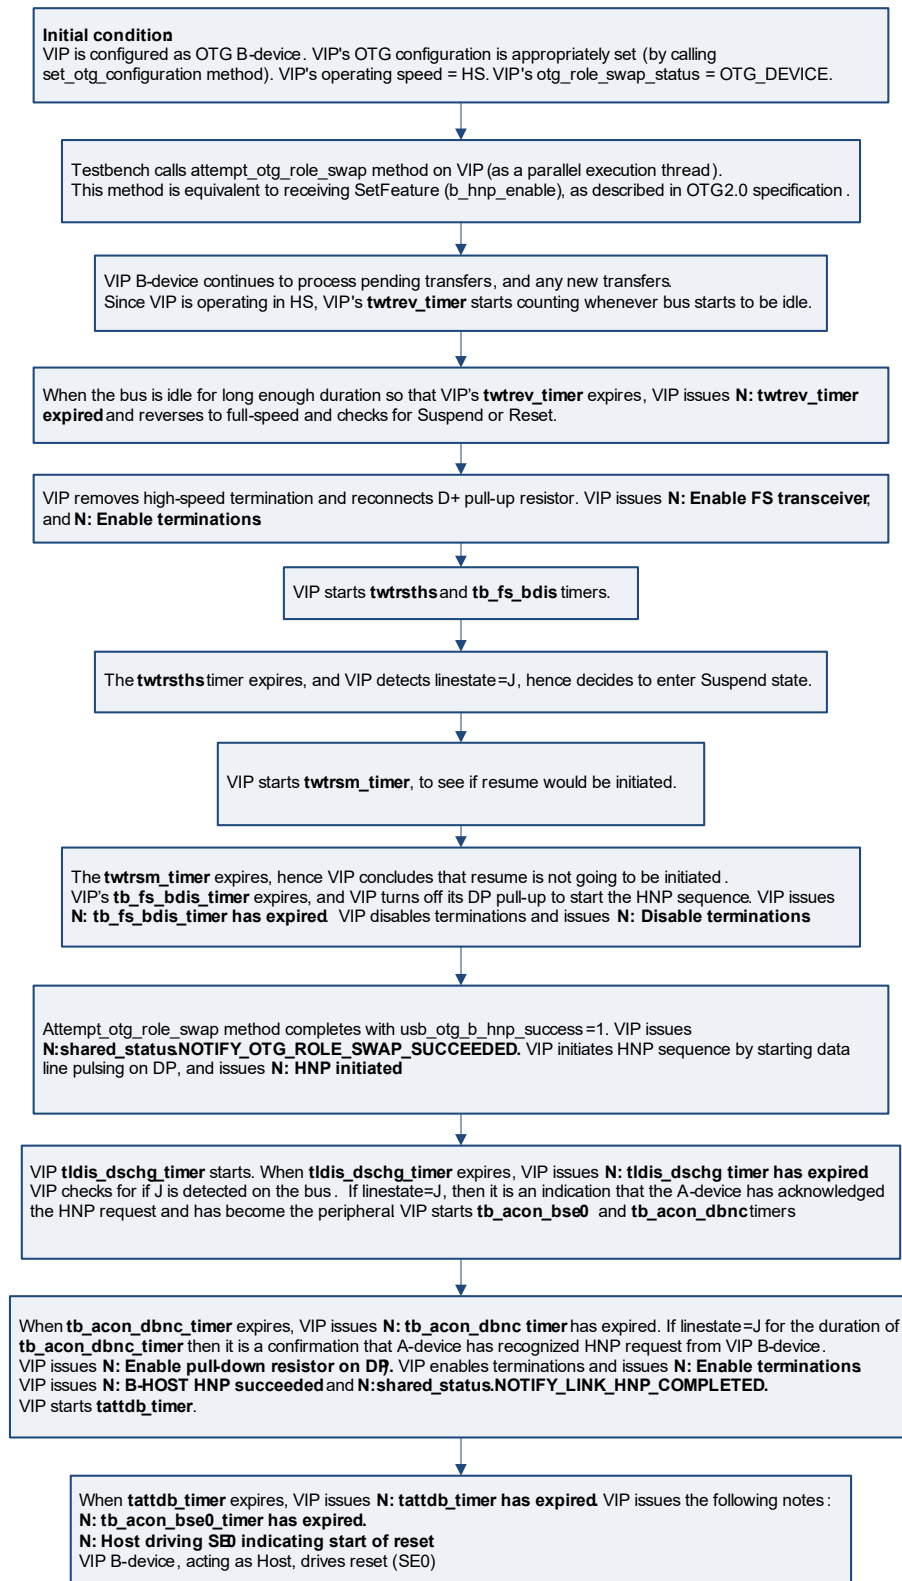 Initial condition:
VIP is configured as OTG B-device. VIP's OTG configuration is appropriately set (by calling
set_otg_configuration method). VIP's operating speed = HS. VIP's otg_role_swap_status = OTG_DEVICE.
Testbench calls attempt_otg_role_swap method on VIP (as a parallel execution thread).
This method is equivalent to receiving SetFeature (b_hnp_enable), as described in OTG2.0 specification.
VIP B-device continues to process pending transfers, and any new transfers.
Since VIP is operating in HS, VIP's twtrev_timer starts counting whenever bus starts to be idle.
When the bus is idle for long enough duration so that VIP's twtrev_timer expires, VIP issues N: twtrev_timer
expired and reverses to full-speed and checks for Suspend or Reset.
VIP removes high-speed termination and reconnects D+ pull-up resistor. VIP issues N: Enable FS transceiver,
and N: Enable terminations
VIP starts twtrsths and tb_fs_bdis timers.
The twtrsths timer expires, and VIP detects linestate=J, hence decides to enter Suspend state.
VIP starts twtrsm_timer, to see if resume would be initiated.
The twtrsm_timer expires, hence VIP concludes that resume is not going to be initiated.
VIP's tb_fs_bdis_timer expires, and VIP turns off its DP pull-up to start the HNP sequence. VIP issues
N: tb_fs_bdis_timer has expired. VIP disables terminations and issues N: Disable terminations
Attempt_otg_role_swap method completes with usb_otg_b_hnp_success=1. VIP issues
N:shared_status.NOTIFY_OTG_ROLE_SWAP_SUCCEEDED. VIP initiates HNP sequence by starting data
line pulsing on DP, and issues N: HNP initiated
VIP tldis_dschg_timer starts. When tldis_dschg_timer expires, VIP issues N: tldis_dschg timer has expired
VIP checks for if J is detected on the bus. If linestate=J, then it is an indication that the A-device has acknowledged
the HNP request and has become the peripheral. VIP starts tb_acon_bse0 and tb_acon_dbnc timers
When tb_acon_dbnc_timer expires, VIP issues N: tb_acon_dbnc timer has expired. If linestate=J for the duration of
tb_acon_dbnc_timer then it is a confirmation that A-device has recognized HNP request from VIP B-device.
VIP issues N: Enable pull-down resistor on DP. VIP enables terminations and issues N: Enable terminations
VIP issues N: B-HOST HNP succeeded and N:shared_status.NOTIFY_LINK_HNP_COMPLETED.
VIP starts tattdb_timer.
When tattdb_timer expires, VIP issues N: tattdb_timer has expired. VIP issues the following notes:
N: tb_acon_bse0_timer has expired.
N: Host driving SE0 indicating start of reset
VIP B-device, acting as Host, drives reset (SE0)